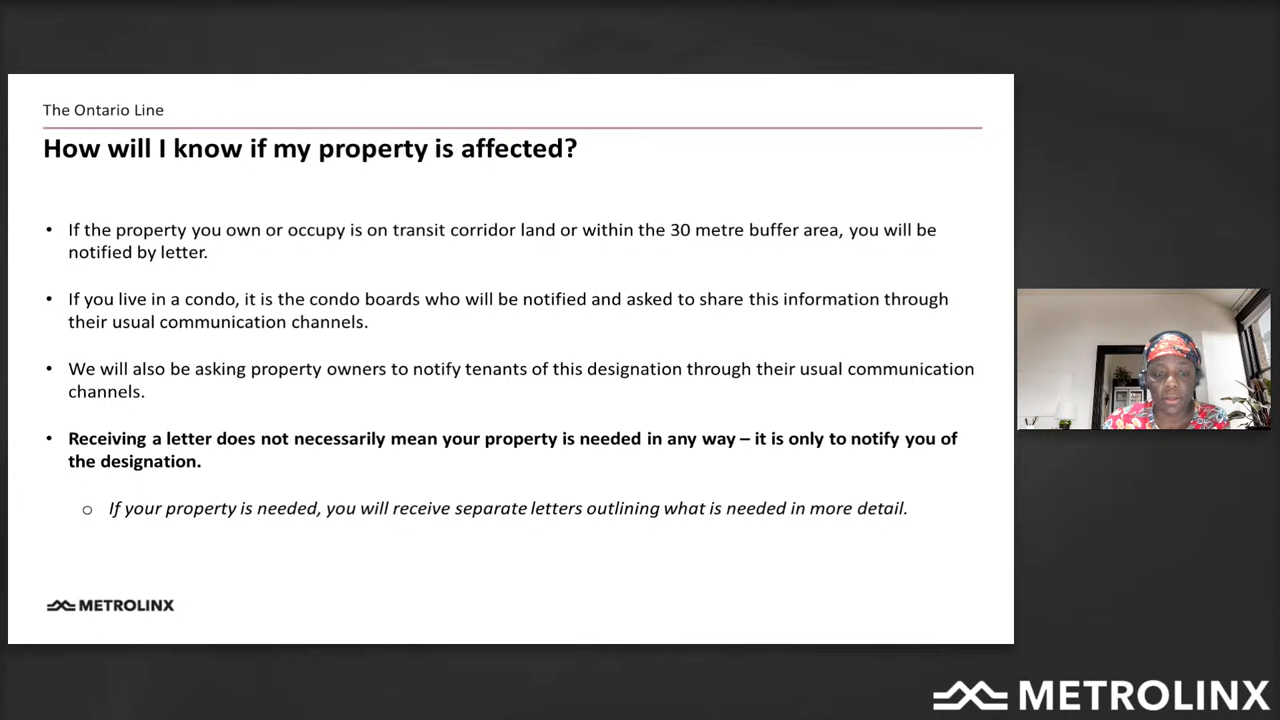 The Ontario Line
How will I know if my property is affected?
• If the property you own or occupy is on transit corridor land or within the 30 metre buffer area, you will be
notified by letter.
• If you live in a condo, it is the condo boards who will be notified and asked to share this information through
their usual communication channels.
• We will also be asking property owners to notify tenants of this designation through their usual communication
channels.
• Receiving a letter does not necessarily mean your property is needed in any way – it is only to notify you of
the designation.
o If your property is needed, you will receive separate letters outlining what is needed in more detail.
METROLINX
METROLINX